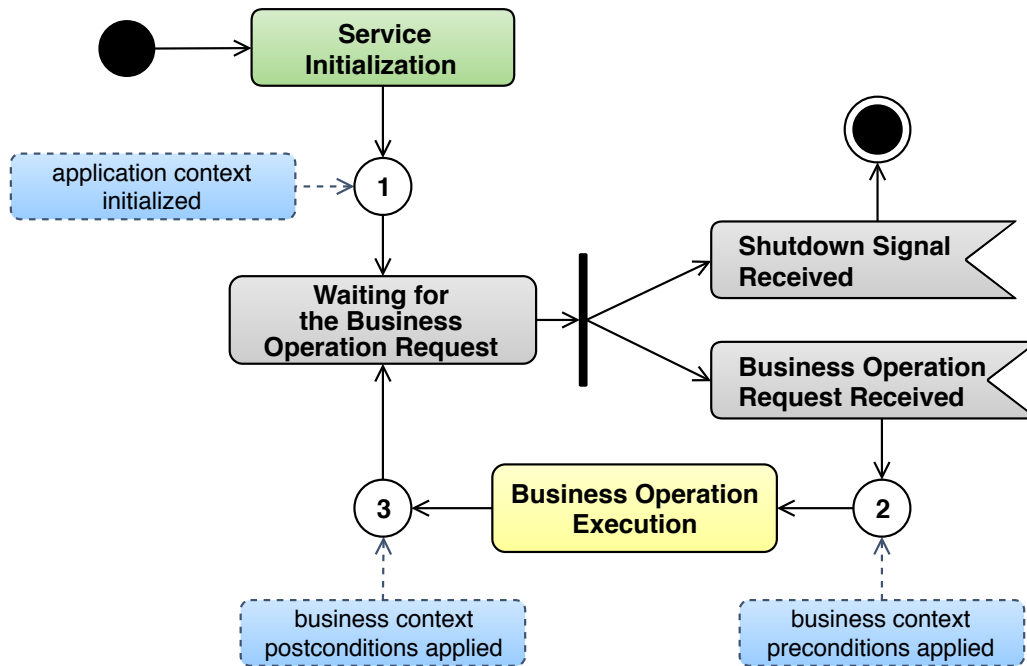 Service
Initialization
application context
initialized
1
Shutdown Signal
Received
Waiting for
the Business
Operation Request
Business Operation
Request Received
3
Business Operation
Execution
2
business context
postconditions applied
business context
preconditions applied